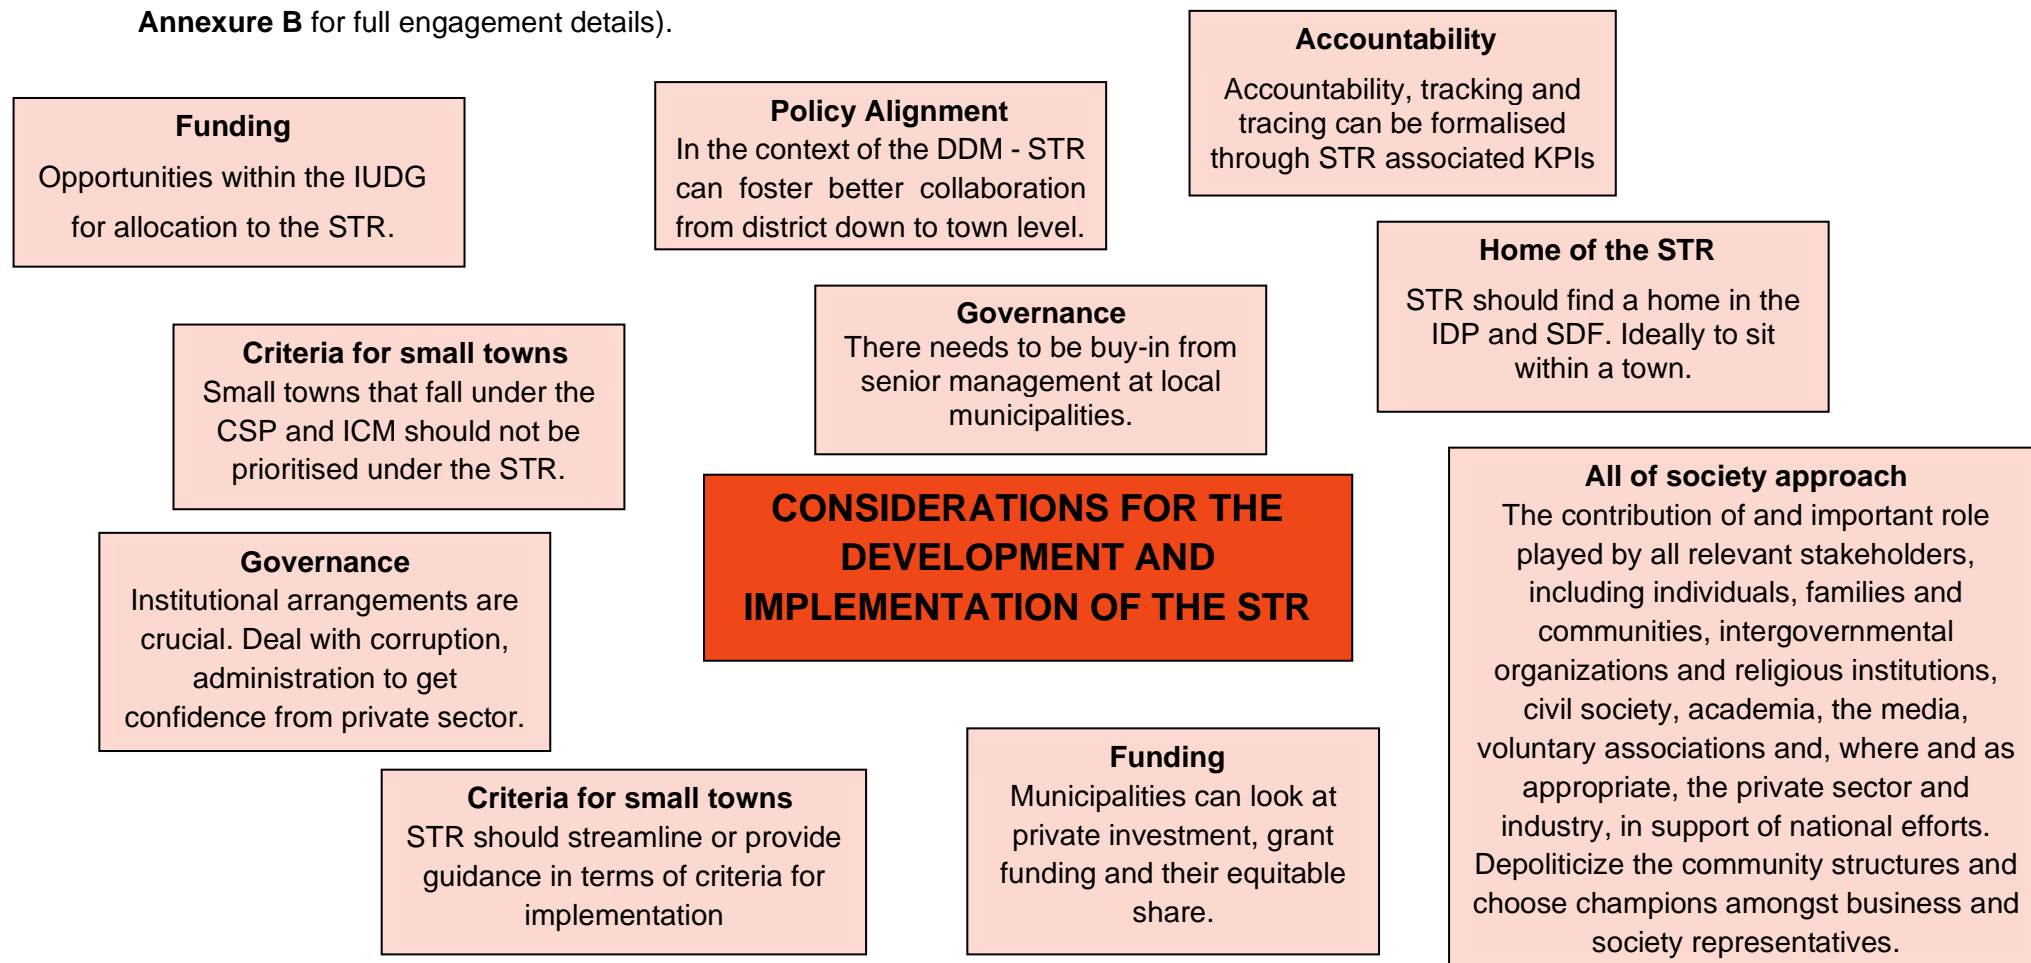 Annexure B for full engagement details).
Accountability
Accountability, tracking and
tracing can be formalised
through STR associated KPIs
Funding
Opportunities within the IUDG
for allocation to the STR.
Policy Alignment
In the context of the DDM - STR
can foster better collaboration
from district down to town level.
Home of the STR
STR should find a home in the
IDP and SDF. Ideally to sit
within a town.
Governance
There needs to be buy-in from
senior management at local
municipalities.
Criteria for small towns
Small towns that fall under the
CSP and ICM should not be
prioritised under the STR.
CONSIDERATIONS FOR THE
DEVELOPMENT AND
IMPLEMENTATION OF THE STR
All of society approach
The contribution of and important role
played by all relevant stakeholders,
including individuals, families and
communities, intergovernmental
organizations and religious institutions,
civil society, academia, the media,
voluntary associations and, where and as
appropriate, the private sector and
industry, in support of national efforts.
Depoliticize the community structures and
choose champions amongst business and
society representatives.
Governance
Institutional arrangements are
crucial. Deal with corruption,
administration to get
confidence from private sector.
Criteria for small towns
STR should streamline or provide
guidance in terms of criteria for
implementation
Funding
Municipalities can look at
private investment, grant
funding and their equitable
share.